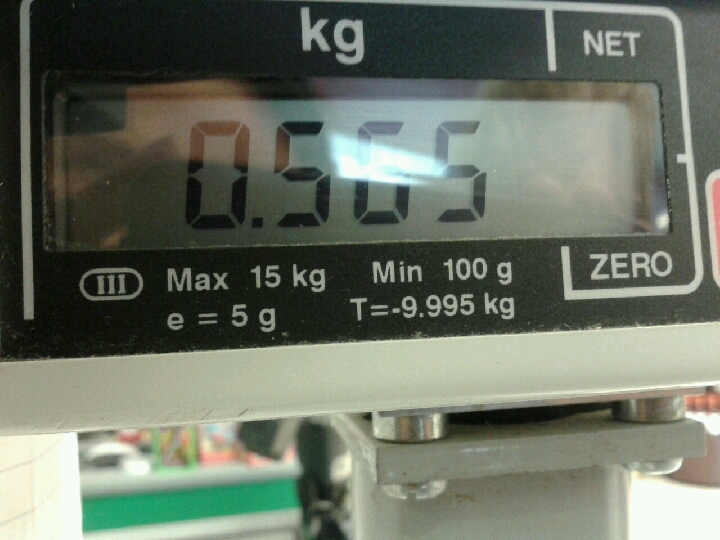 kg
NET
0.565
III Max 15 kg Min 100 g
ZERO
e = 5 g T=-9.995 kg